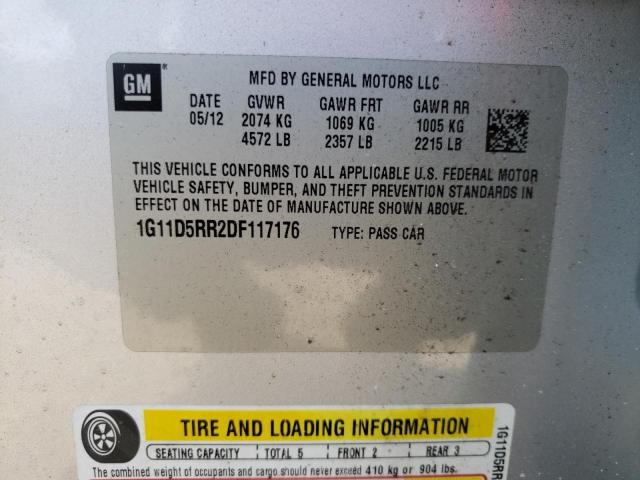 GM
MFD BY GENERAL MOTORS LLC
DATE GVWR GAWR FRT GAWR RR
05/12 2074 KG 1069 KG 1005 KG
4572 LB 2357 LB 2215 LB
THIS VEHICLE CONFORMS TO ALL APPLICABLE U.S. FEDERAL MOTOR
VEHICLE SAFETY, BUMPER, AND THEFT PREVENTION STANDARDS IN
EFFECT ON THE DATE OF MANUFACTURE SHOWN ABOVE.
1G11D5RR2DF117176 TYPE: PASS CAR
TIRE AND LOADING INFORMATION
SEATING CAPACITY TOTAL 5 FRONT 2 REAR 3
The combined weight of occupants and cargo should never exceed 410 kg or 904 lbs.
1G11D5RR